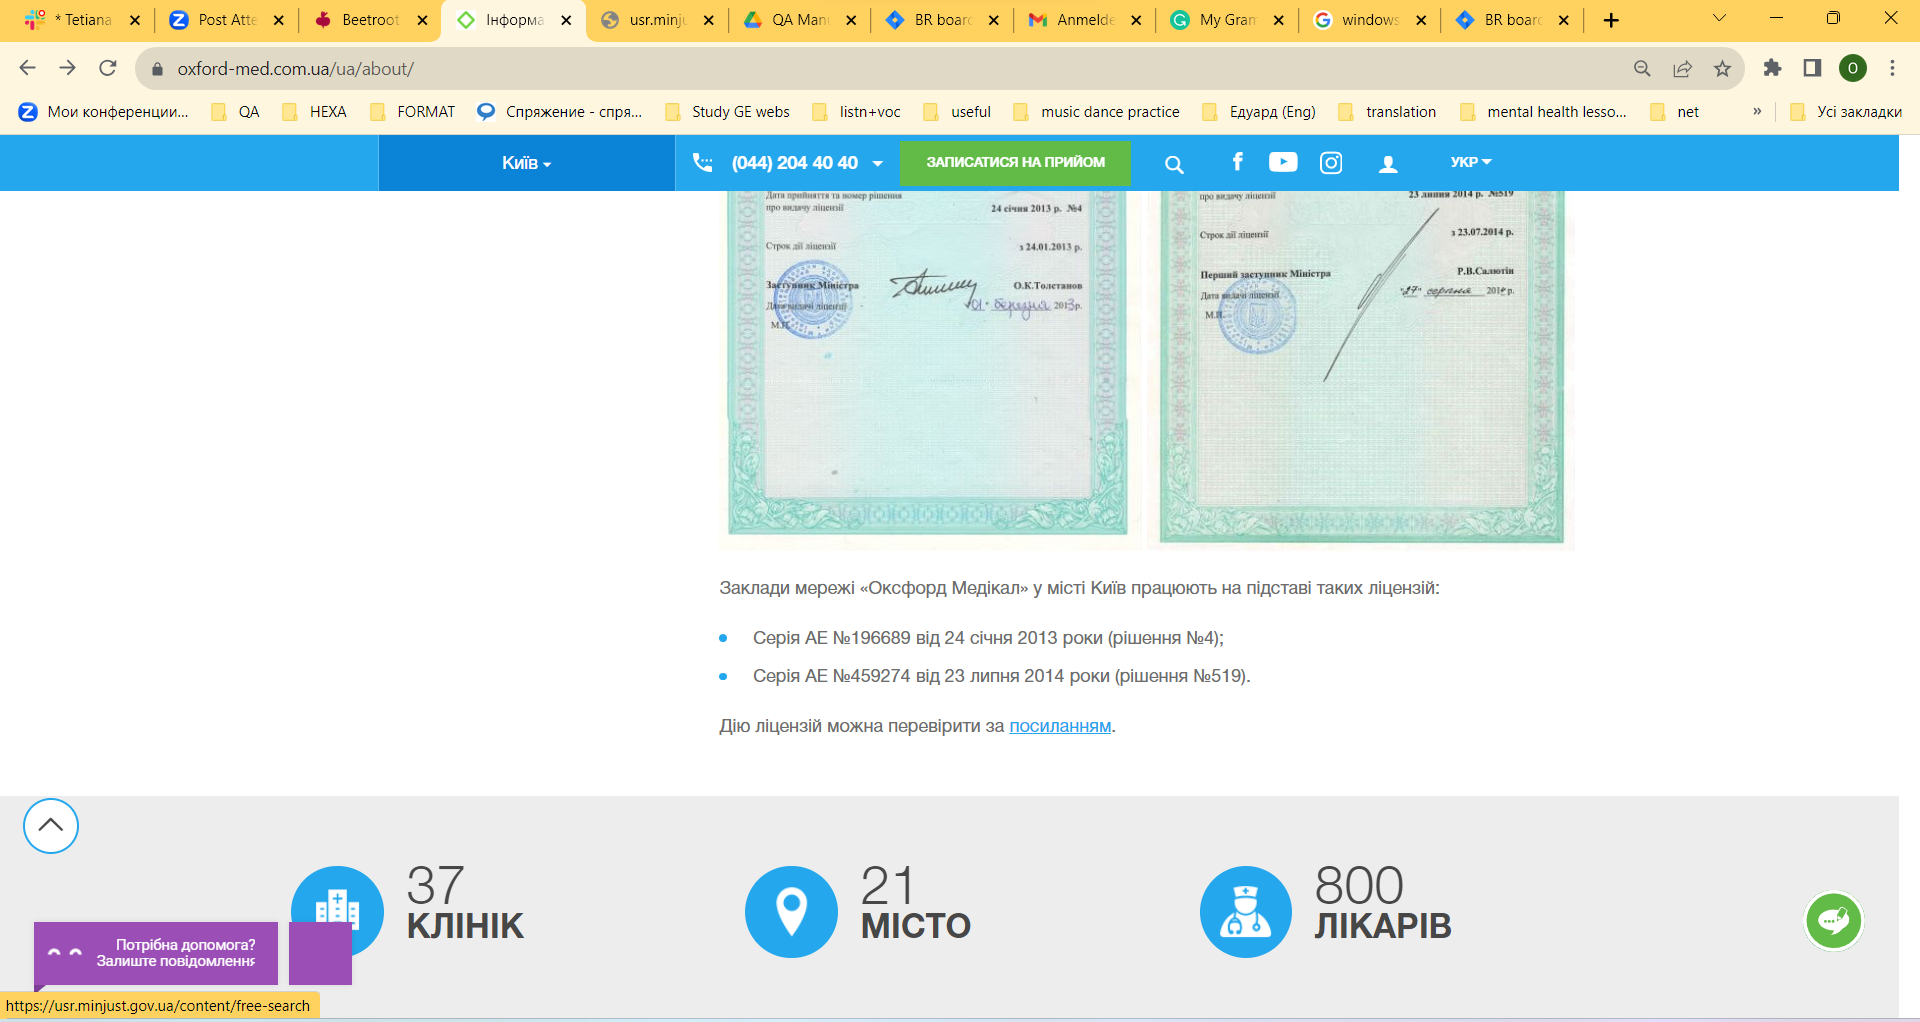 * Tetiana
Post Atte
Beetroot
Інформа
usr.minju
QA Manu
BR board
Anmelde
My Gram
windows
BR board
oxford-med.com.ua/ua/about/
O
Мои конференции...
QA
HEXA
FORMAT
Спряжение - спря...
Study GE webs
listn+voc
useful
music dance practice
Едуард (Eng)
translation
mental health lesso...
net
»
Усі закладки
Київ
(044) 204 40 40
ЗАПИСАТИСЯ НА ПРИЙОМ
УКР
Дата прийняття та номер рішення
про видачу ліцензії
24 січня 2013 р. №4
Строк дії ліцензії
з 24.01.2013 р.
Заступник Міністра
О.К.Толстанов
Дата видачі ліцензії
"01" березня 2013р.
М.П.
про видачу ліцензії
23 липня 2014 р. №519
Строк дії ліцензії
з 23.07.2014 р.
Перший заступник Міністра
Р.В.Салютін
Дата видачі ліцензії
"27" серпня 2014 р.
М.П.
Заклади мережі «Оксфорд Медікал» у місті Київ працюють на підставі таких ліцензій:
Серія АЕ №196689 від 24 січня 2013 роки (рішення №4);
Серія АЕ №459274 від 23 липня 2014 роки (рішення №519).
Дію ліцензій можна перевірити за посиланням.
37
КЛІНІК
21
МІСТО
800
ЛІКАРІВ
Потрібна допомога?
Залиште повідомлення
https://usr.minjust.gov.ua/content/free-search